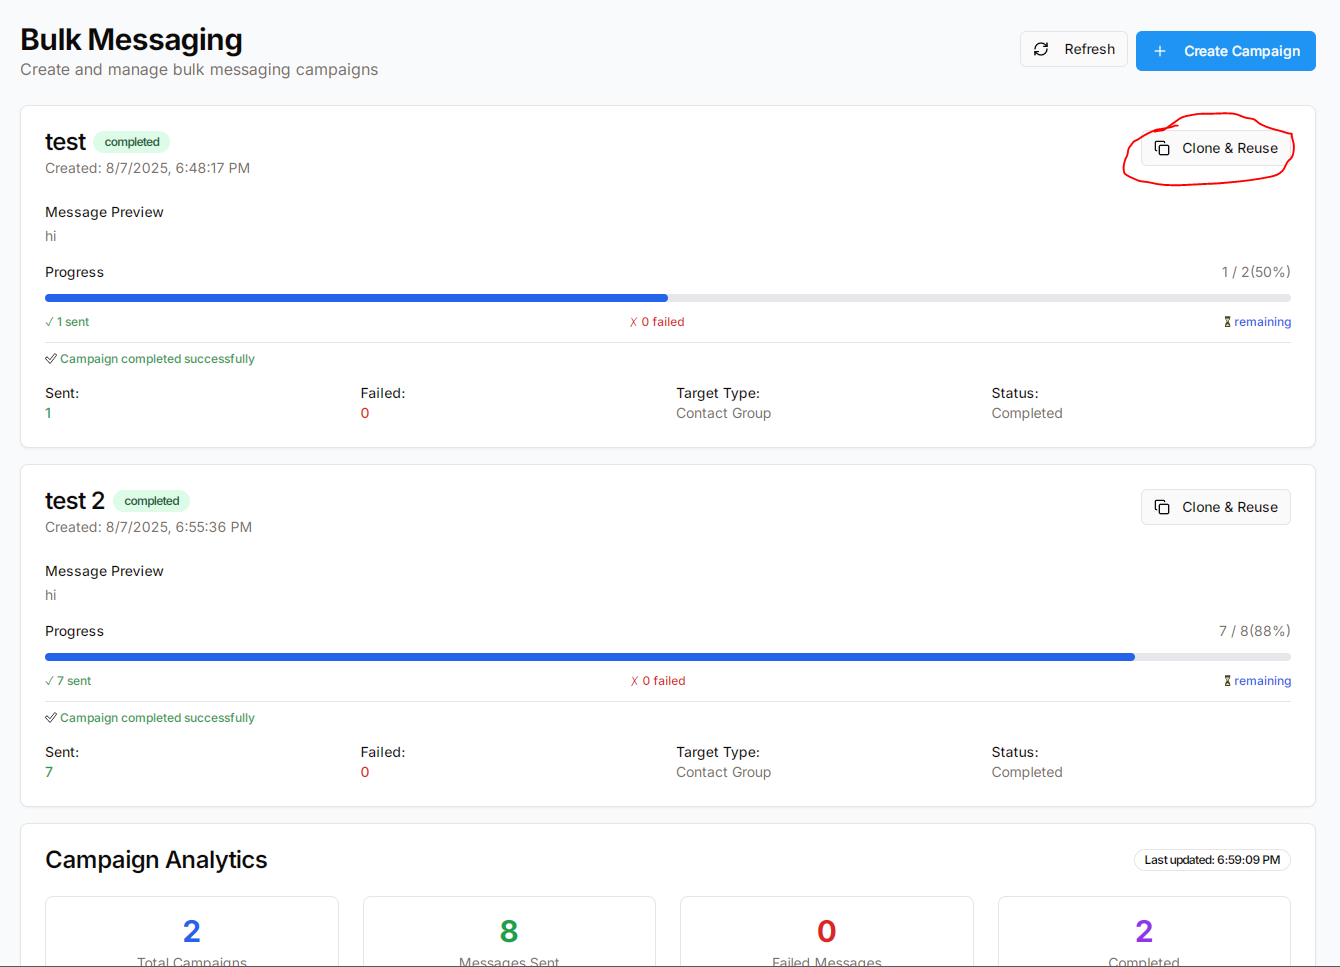 Bulk Messaging
Create and manage bulk messaging campaigns
Refresh
Create Campaign
test completed
Created: 8/7/2025, 6:48:17 PM
Clone & Reuse
Message Preview
hi
Progress 1 / 2(50%)
✓ 1 sent ✗ 0 failed ⏳ remaining
✅ Campaign completed successfully
Sent: Failed: Target Type: Status:
1 0 Contact Group Completed
test 2 completed
Created: 8/7/2025, 6:55:36 PM
Clone & Reuse
Message Preview
hi
Progress 7 / 8(88%)
✓ 7 sent ✗ 0 failed ⏳ remaining
✅ Campaign completed successfully
Sent: Failed: Target Type: Status:
7 0 Contact Group Completed
Campaign Analytics Last updated: 6:59:09 PM
2 8 0 2
Total Campaigns Messages Sent Failed Messages Completed